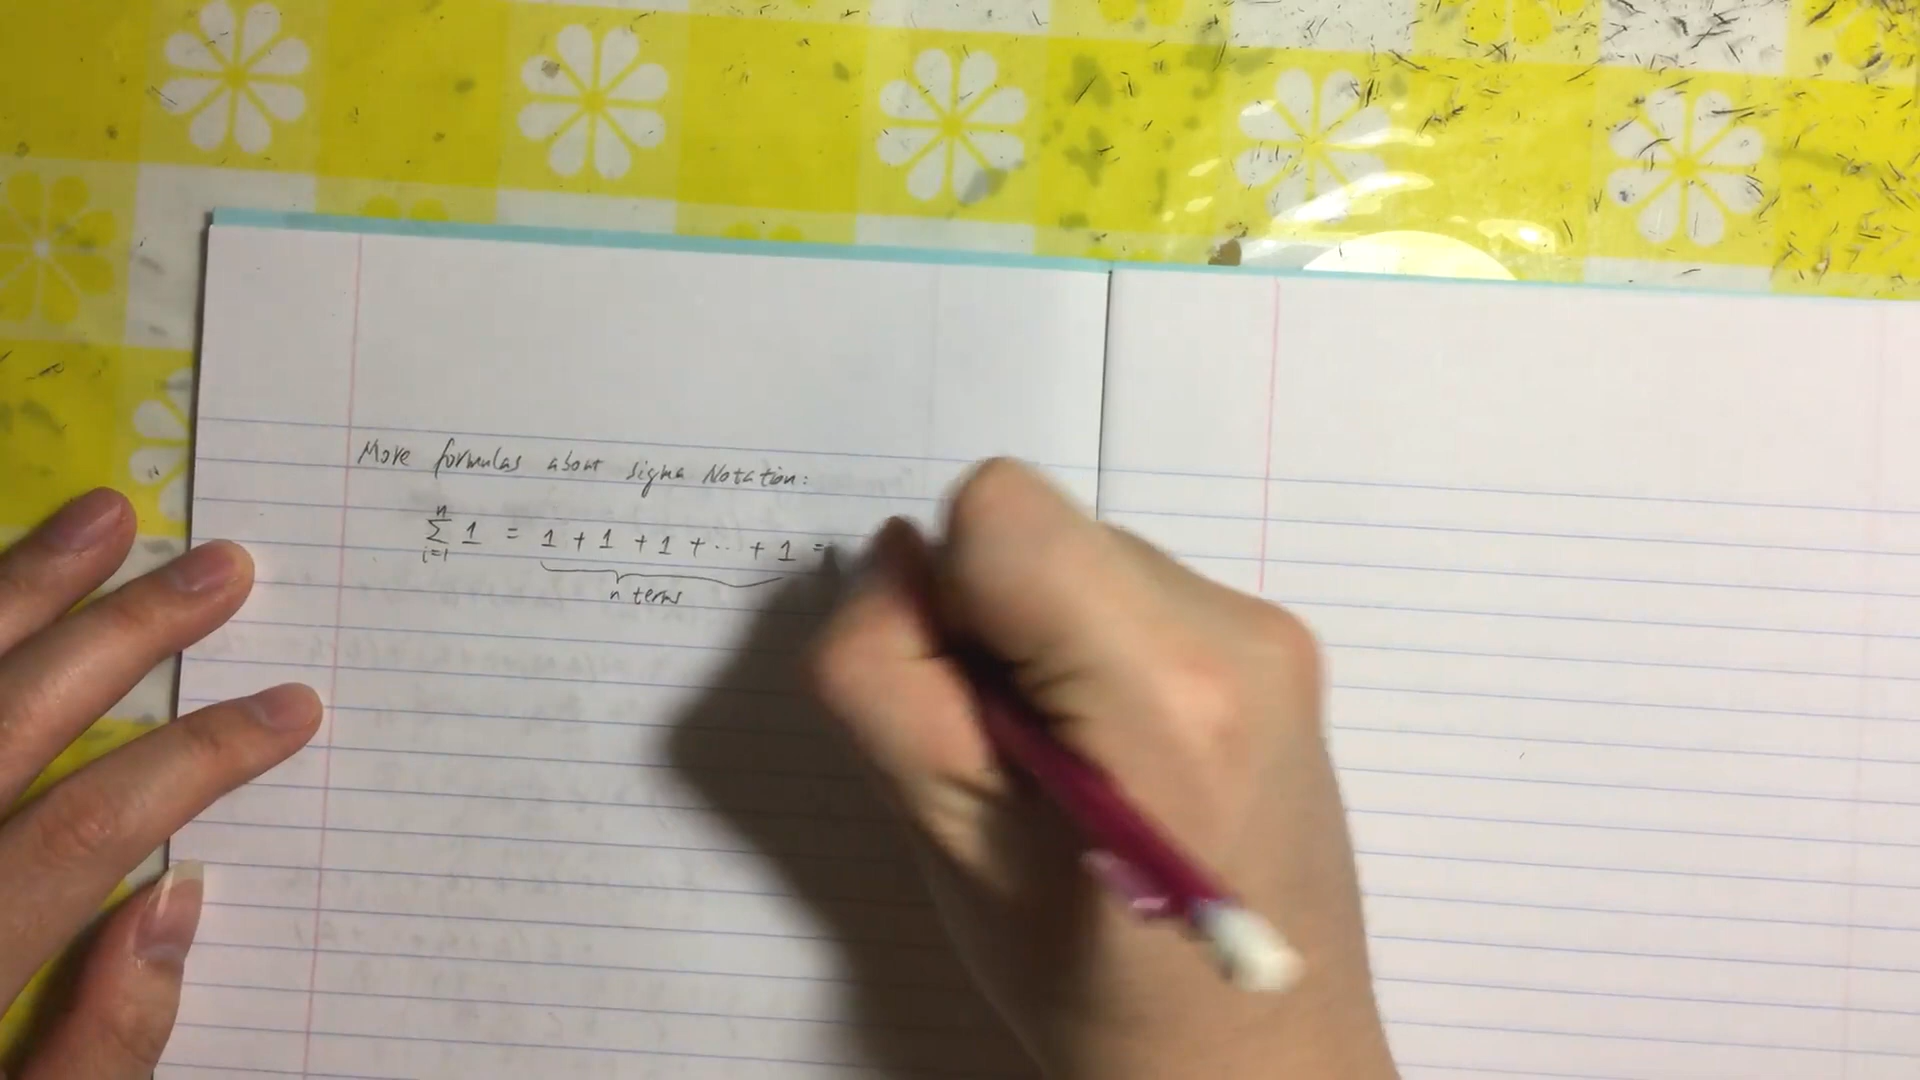 More formulas about sigma Notation:
n
∑ 1 = 1 + 1 + 1 + ·· + 1 =
i=1
n terms